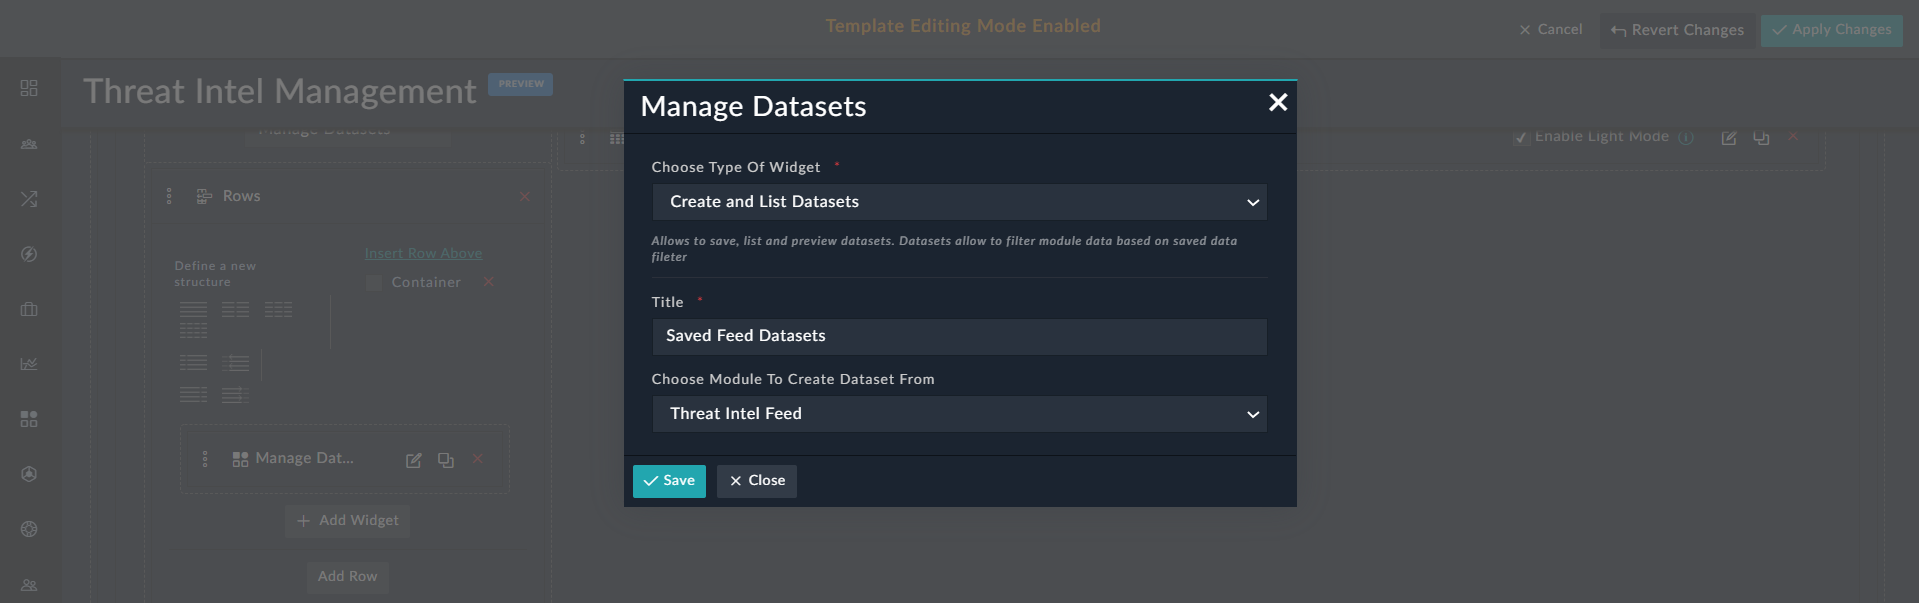 Template Editing Mode Enabled
Cancel
Revert Changes
Apply Changes
Threat Intel Management
PREVIEW
Manage Datasets
Enable Light Mode
Rows
Insert Row Above
Define a new
structure
Container
Manage Dat...
Add Widget
Add Row
Manage Datasets
Choose Type Of Widget *
Create and List Datasets
Allows to save, list and preview datasets. Datasets allow to filter module data based on saved data
fileter
Title *
Saved Feed Datasets
Choose Module To Create Dataset From
Threat Intel Feed
Save
Close